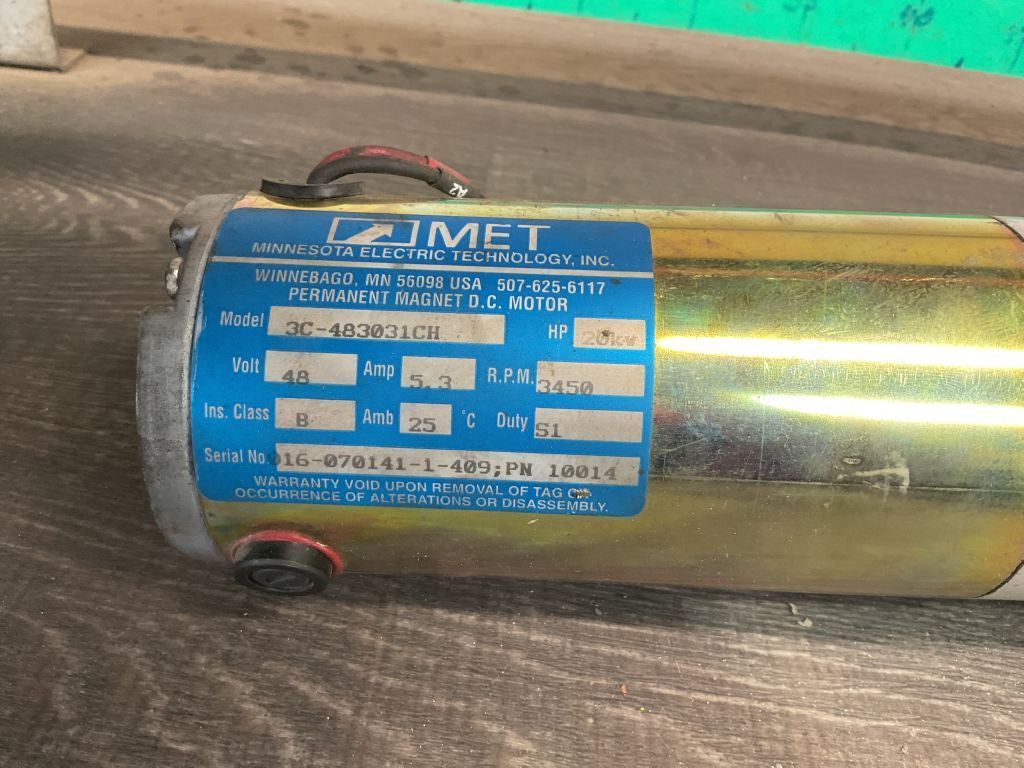 MET
MINNESOTA ELECTRIC TECHNOLOGY, INC.
WINNEBAGO, MN 56098 USA 507-625-6117
PERMANENT MAGNET D.C. MOTOR
Model 3C-483031CH HP 20kw
Volt 48 Amp 5.3 R.P.M. 3450
Ins. Class B Amb 25 °C Duty S1
Serial No. 016-070141-1-409;PN 10014
WARRANTY VOID UPON REMOVAL OF TAG OR
OCCURRENCE OF ALTERATIONS OR DISASSEMBLY.
A2